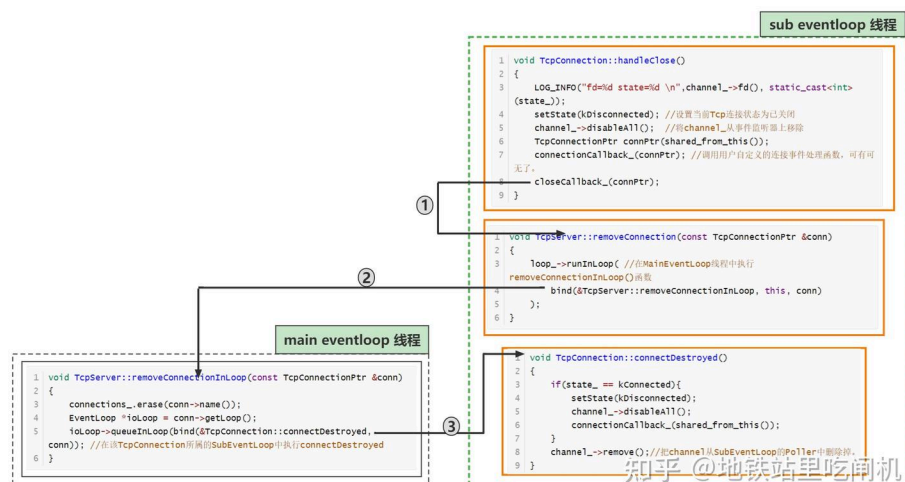 sub eventloop 线程
1 void TcpConnection::handleClose()
2 {
3 LOG_INFO("fd=%d state=%d \n",channel_->fd(), static_cast<int>
(state_));
4 setState(kDisconnected); //设置当前Tcp连接状态为已关闭
5 channel_->disableAll(); //将channel_从事件监听器上移除
6 TcpConnectionPtr connPtr(shared_from_this());
7 connectionCallback_(connPtr); //调用用户自定义的连接事件处理函数，可有可
无了。
8 closeCallback_(connPtr);
9 }
①
1 void TcpServer::removeConnection(const TcpConnectionPtr &conn)
2 {
3 loop_->runInLoop( //在MainEventLoop线程中执行
removeConnectionInLoop()函数
4 bind(&TcpServer::removeConnectionInLoop, this, conn)
5 );
6 }
②
main eventloop 线程
1 void TcpServer::removeConnectionInLoop(const TcpConnectionPtr &conn)
2 {
3 connections_.erase(conn->name());
4 EventLoop *ioLoop = conn->getLoop();
5 ioLoop->queueInLoop(bind(&TcpConnection::connectDestroyed,
conn)); //在该TcpConnection所属的SubEventLoop中执行connectDestroyed
6 }
③
1 void TcpConnection::connectDestroyed()
2 {
3 if(state_ == kConnected){
4 setState(kDisconnected);
5 channel_->disableAll();
6 connectionCallback_(shared_from_this());
7 }
8 channel_->remove();//把channel从SubEventLoop的Poller中删除掉。
9 }
知乎 @地铁站里吃闸机